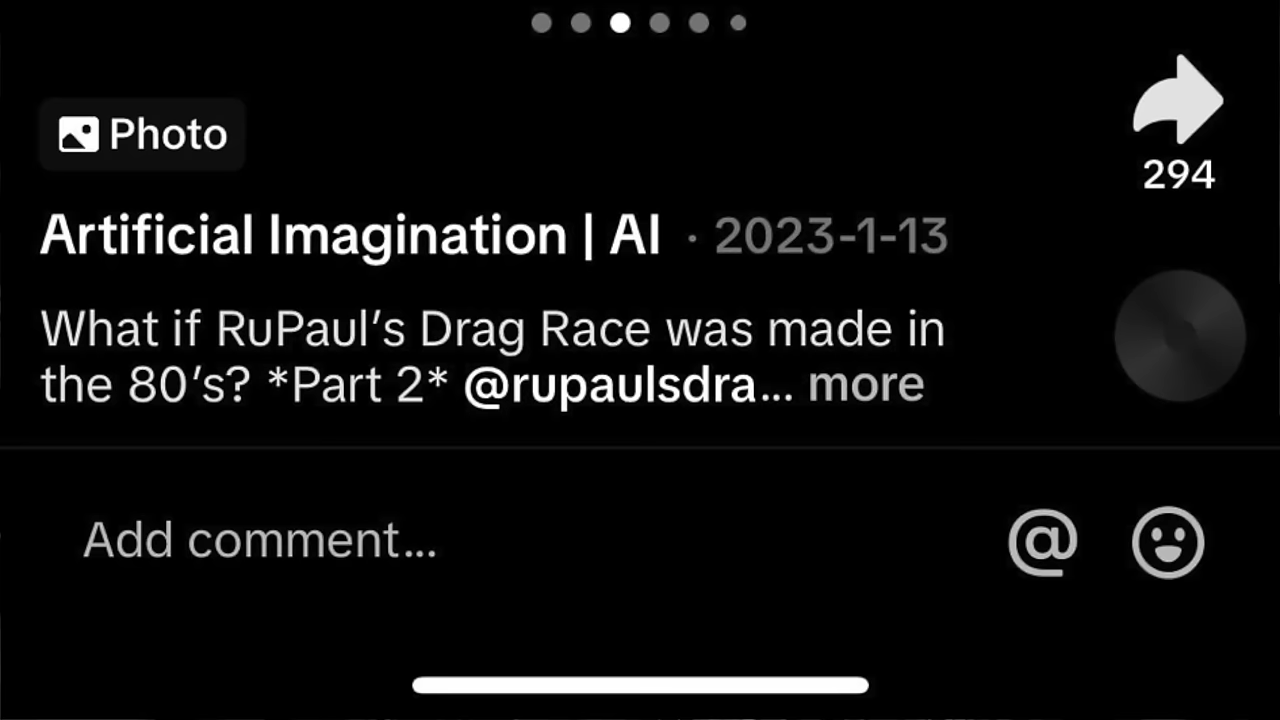 Photo
294
Artificial Imagination | AI · 2023-1-13
What if RuPaul’s Drag Race was made in
the 80’s? *Part 2* @rupaulsdra... more
Add comment...
@